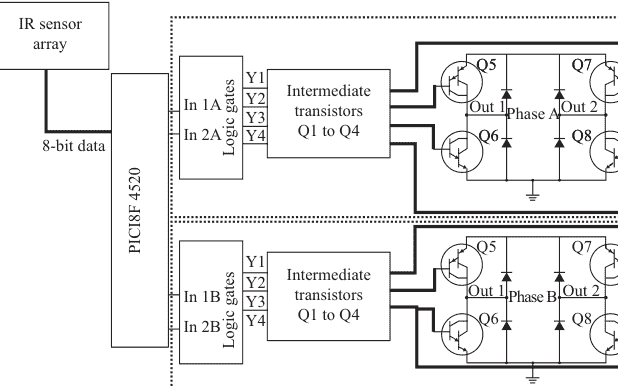 IR sensor
array
8-bit data
PICI8F 4520
In 1A
In 2A
Logic gates
Y1
Y2
Y3
Y4
Intermediate
transistors
Q1 to Q4
Q5
Q7
Out 1
Phase A
Out 2
Q6
Q8
In 1B
In 2B
Logic gates
Y1
Y2
Y3
Y4
Intermediate
transistors
Q1 to Q4
Q5
Q7
Out 1
Phase B
Out 2
Q6
Q8